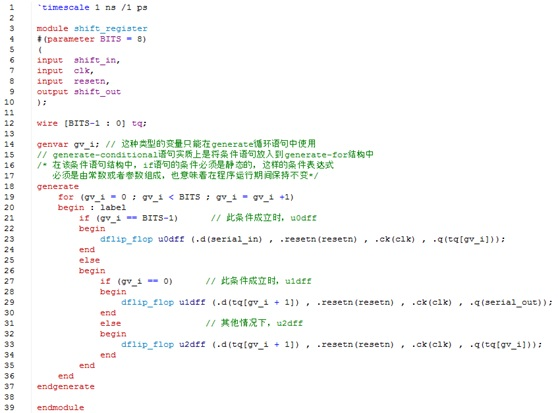 1 `timescale 1 ns /1 ps
2
3 module shift_register
4 #(parameter BITS = 8)
5 (
6 input  shift_in,
7 input  clk,
8 input  resetn,
9 output shift_out
10 );
11
12 wire [BITS-1 : 0] tq;
13
14 genvar gv_i; // 这种类型的变量只能在generate循环语句中使用
15 // generate-conditional语句实质上是将条件语句放入到generate-for结构中
16 /* 在该条件语句结构中，if语句的条件必须是静态的，这样的条件表达式
17 必须是由常数或者参数组成，也意味着在程序运行期间保持不变*/
18 generate
19 for (gv_i = 0 ; gv_i < BITS ; gv_i = gv_i +1)
20 begin : label
21 if (gv_i == BITS-1) // 此条件成立时，u0dff
22 begin
23 dflip_flop u0dff (.d(serial_in) , .resetn(resetn) , .ck(clk) , .q(tq[gv_i]));
24 end
25 else
26 begin
27 if (gv_i == 0) // 此条件成立时，u1dff
28 begin
29 dflip_flop u1dff (.d(tq[gv_i + 1]) , .resetn(resetn) , .ck(clk) , .q(serial_out));
30 end
31 else // 其他情况下，u2dff
32 begin
33 dflip_flop u2dff (.d(tq[gv_i + 1]) , .resetn(resetn) , .ck(clk) , .q(tq[gv_i]));
34 end
35 end
36 end
37 endgenerate
38
39 endmodule